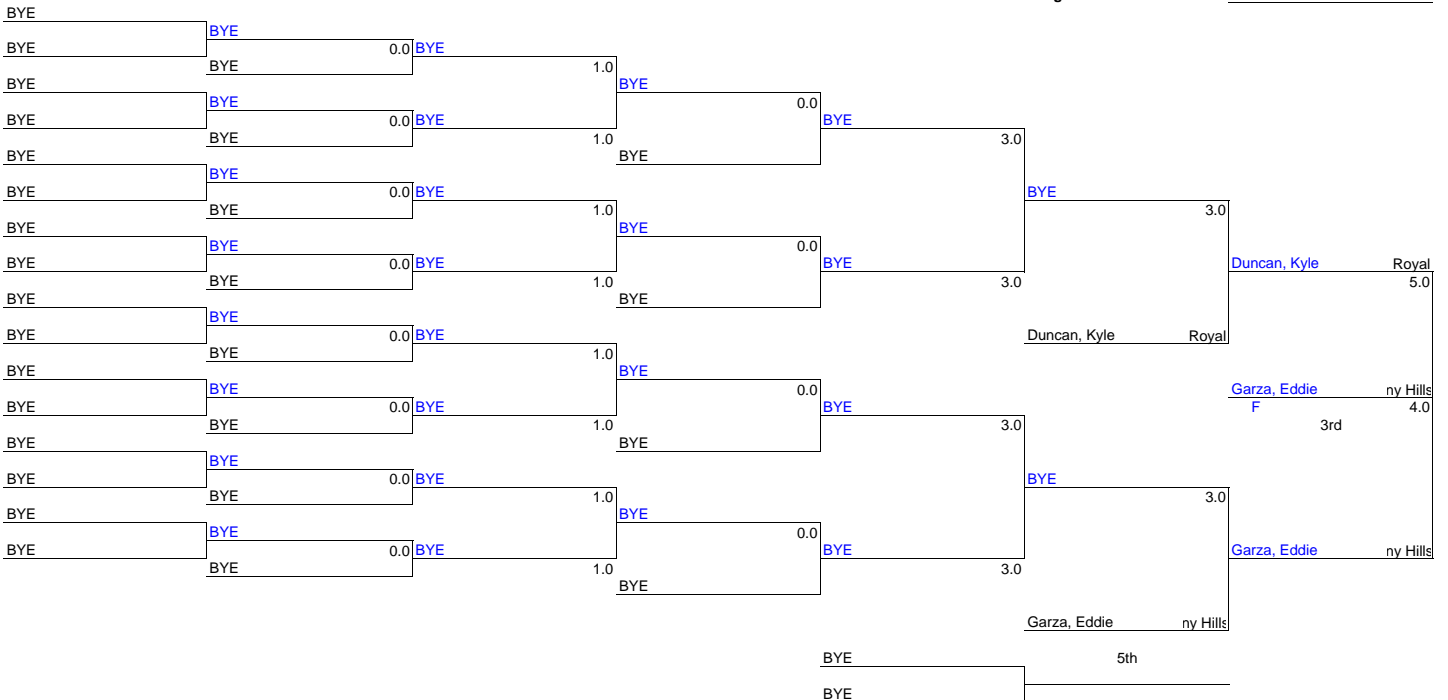 BYE
BYE
BYE 0.0 BYE
BYE 1.0
BYE BYE
BYE 0.0
BYE 0.0 BYE BYE
BYE 1.0 3.0
BYE BYE
BYE
BYE 0.0 BYE BYE
BYE 1.0 3.0
BYE BYE
BYE 0.0
BYE 0.0 BYE BYE Duncan, Kyle Royal
BYE 1.0 3.0 5.0
BYE BYE
BYE
BYE 0.0 BYE Duncan, Kyle Royal
BYE 1.0
BYE BYE
BYE 0.0 Garza, Eddie ny Hills
BYE 0.0 BYE BYE F 4.0
BYE 1.0 3.0 3rd
BYE BYE
BYE
BYE 0.0 BYE BYE
BYE 1.0 3.0
BYE BYE
BYE 0.0
BYE 0.0 BYE BYE Garza, Eddie ny Hills
BYE 1.0 3.0
BYE
Garza, Eddie ny Hills
BYE 5th
BYE